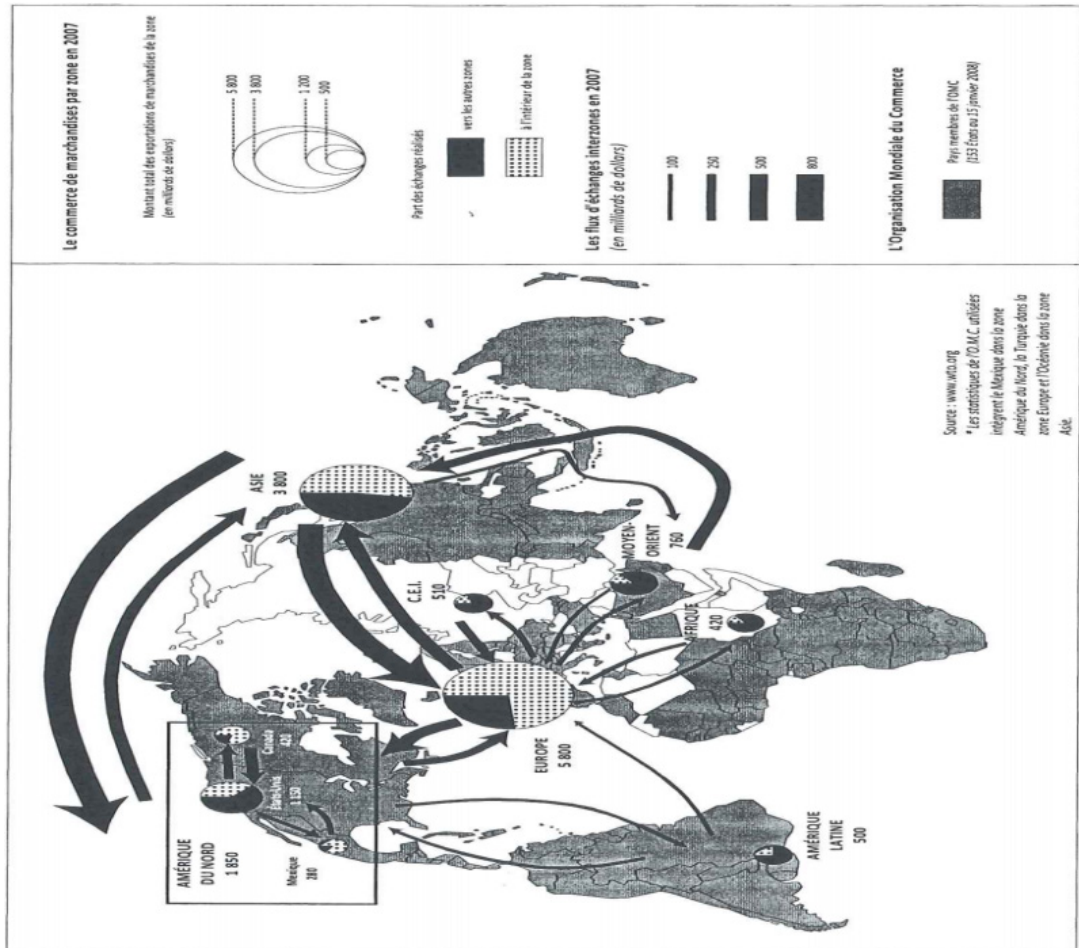 Le commerce de marchandises par zone en 2007
Montant total des exportations de marchandises de la zone
(en milliards de dollars)
5 800
3 800
1 200
500
Part des échanges réalisés
vers les autres zones
à l'intérieur de la zone
Les flux d'échanges interzones en 2007
(en milliards de dollars)
100
250
500
800
L'Organisation Mondiale du Commerce
Pays membres de l'OMC
(153 États au 15 janvier 2008)
AMÉRIQUE
DU NORD
1 850
Canada
420
États-Unis
1 150
Mexique
280
ASIE
3 800
C.E.I.
510
MOYEN-
ORIENT
760
AFRIQUE
420
EUROPE
5 800
AMÉRIQUE
LATINE
500
Source : www.wto.org
* Les statistiques de l'O.M.C. utilisées
intègrent le Mexique dans la zone
Amérique du Nord, la Turquie dans la
zone Europe et l'Océanie dans la zone
Asie.